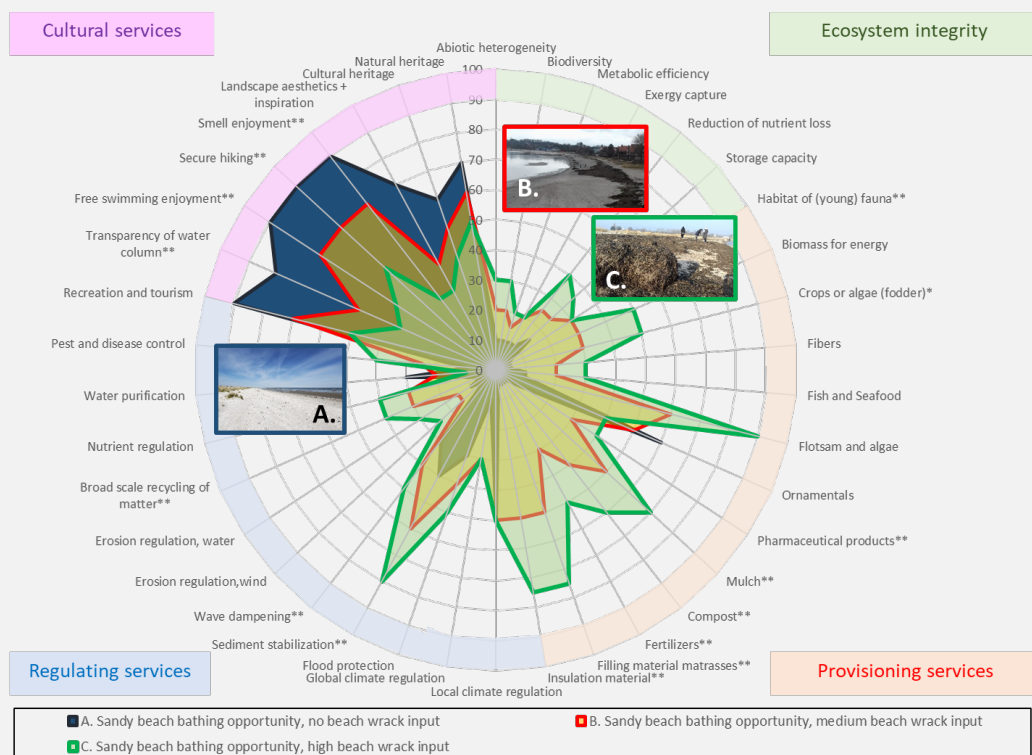 Cultural services
Ecosystem integrity
Abiotic heterogeneity
Biodiversity
Metabolic efficiency
Exergy capture
Reduction of nutrient loss
Storage capacity
Habitat of (young) fauna**
Biomass for energy
Crops or algae (fodder)*
Fibers
Fish and Seafood
Flotsam and algae
Ornamentals
Pharmaceutical products**
Mulch**
Compost**
Fertilizers**
Filling material matrasses**
Insulation material**
Local climate regulation
Global climate regulation
Flood protection
Sediment stabilization**
Wave dampening**
Erosion regulation,wind
Erosion regulation, water
Broad scale recycling of
matter**
Nutrient regulation
Water purification
Pest and disease control
Recreation and tourism
Transparency of water
column**
Free swimming enjoyment**
Secure hiking**
Smell enjoyment**
Landscape aesthetics +
inspiration
Cultural heritage
Natural heritage
100
90
80
70
60
50
40
30
20
10
0
B.
C.
A.
Regulating services
Provisioning services
A. Sandy beach bathing opportunity, no beach wrack input
B. Sandy beach bathing opportunity, medium beach wrack input
C. Sandy beach bathing opportunity, high beach wrack input